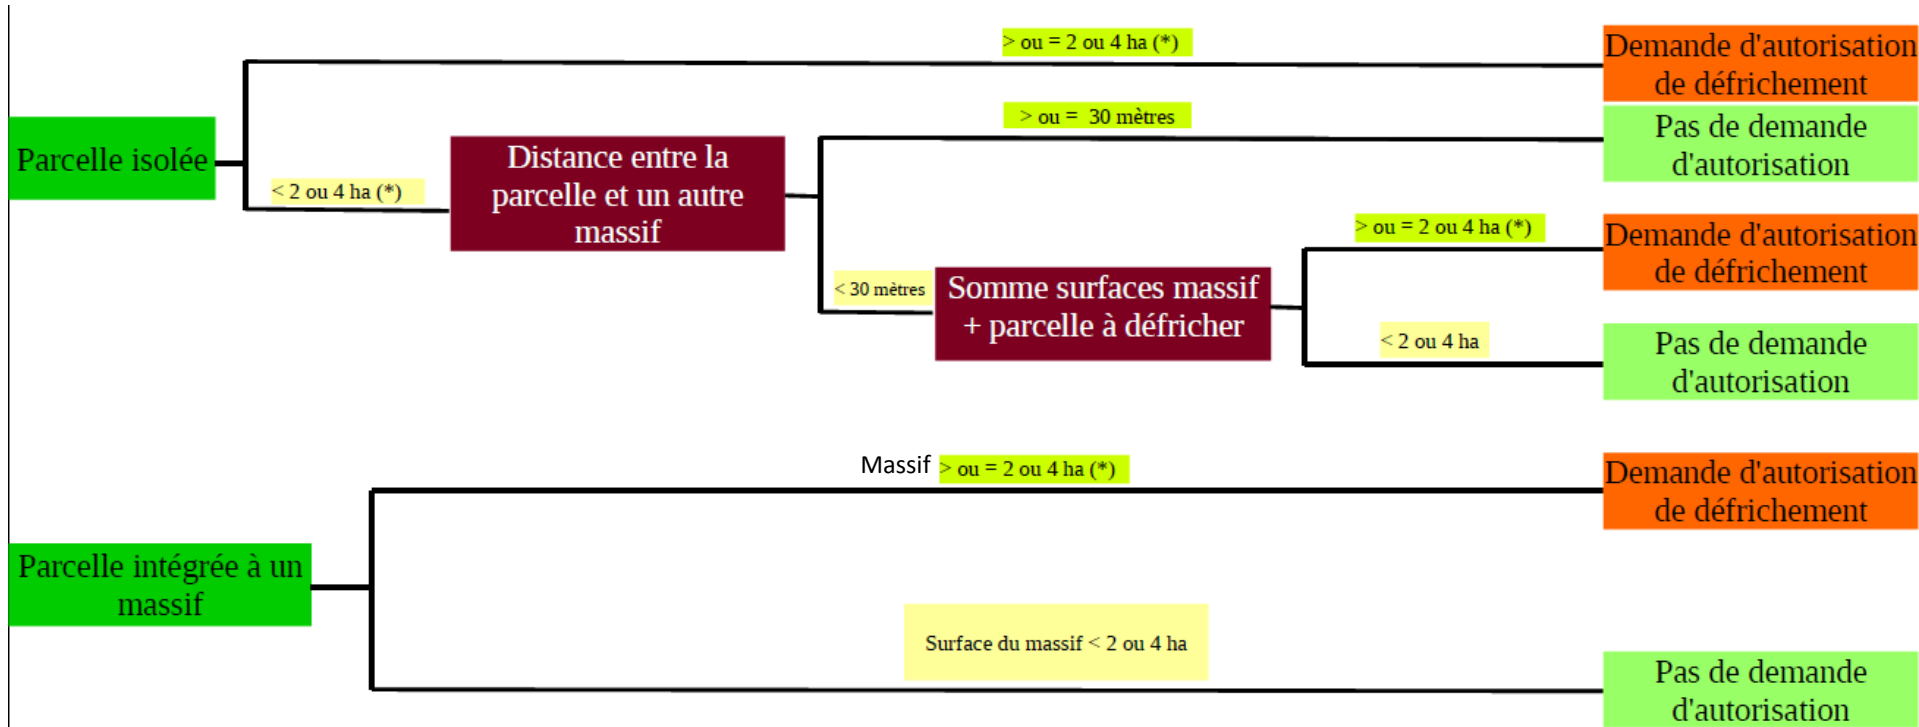 > ou = 2 ou 4 ha (*)
Demande d'autorisation
de défrichement
> ou =  30 mètres
Pas de demande
d'autorisation
Parcelle isolée
Distance entre la
parcelle et un autre
massif
< 2 ou 4 ha (*)
> ou = 2 ou 4 ha (*)
Demande d'autorisation
de défrichement
< 30 mètres
Somme surfaces massif
+ parcelle à défricher
< 2 ou 4 ha
Pas de demande
d'autorisation
Massif > ou = 2 ou 4 ha (*)
Demande d'autorisation
de défrichement
Parcelle intégrée à un
massif
Surface du massif < 2 ou 4 ha
Pas de demande
d'autorisation